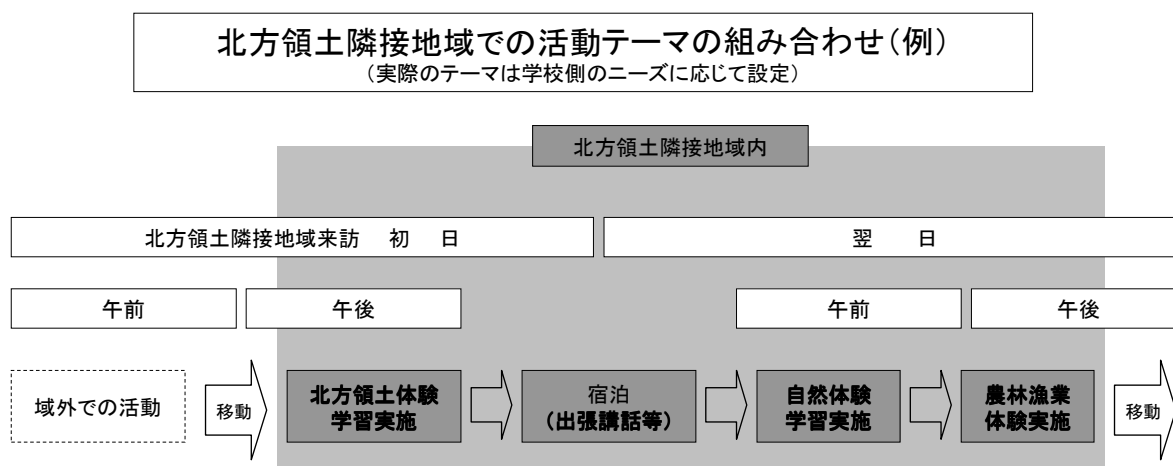 北方領土隣接地域での活動テーマの組み合わせ（例）
（実際のテーマは学校側のニーズに応じて設定）
北方領土隣接地域内
北方領土隣接地域来訪　初　日
翌　日
午前
午後
午前
午後
域外での活動
移動
北方領土体験
学習実施
宿泊
（出張講話等）
自然体験
学習実施
農林漁業
体験実施
移動